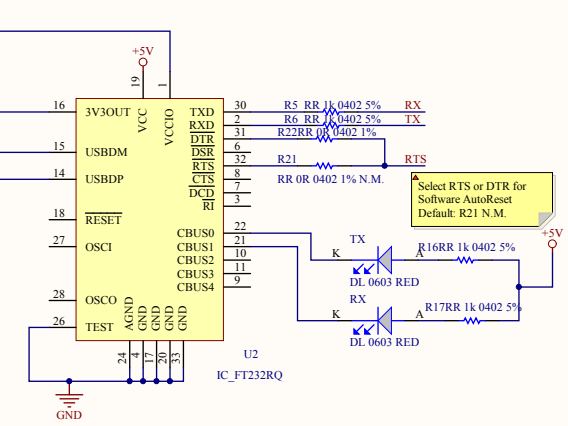 +5V
19
1
16 3V3OUT VCC VCCIO TXD 30 R5 RR 1k 0402 5% RX
RXD 2 R6 RR 1k 0402 5% TX
DTR 31 R22RR 0R 0402 1%
15 USBDM DSR 6
RTS 32 R21 RTS
14 USBDP CTS 8 RR 0R 0402 1% N.M.
DCD 7
RI 3
Select RTS or DTR for
Software AutoReset
Default: R21 N.M.
18 RESET
CBUS0 22
27 OSCI CBUS1 21
CBUS2 10
CBUS3 11
CBUS4 9
TX +5V
K A R16RR 1k 0402 5%
DL 0603 RED
RX
K A R17RR 1k 0402 5%
DL 0603 RED
28 OSCO
26 TEST AGND GND GND GND GND
24 4 17 20 33
U2
IC_FT232RQ
GND